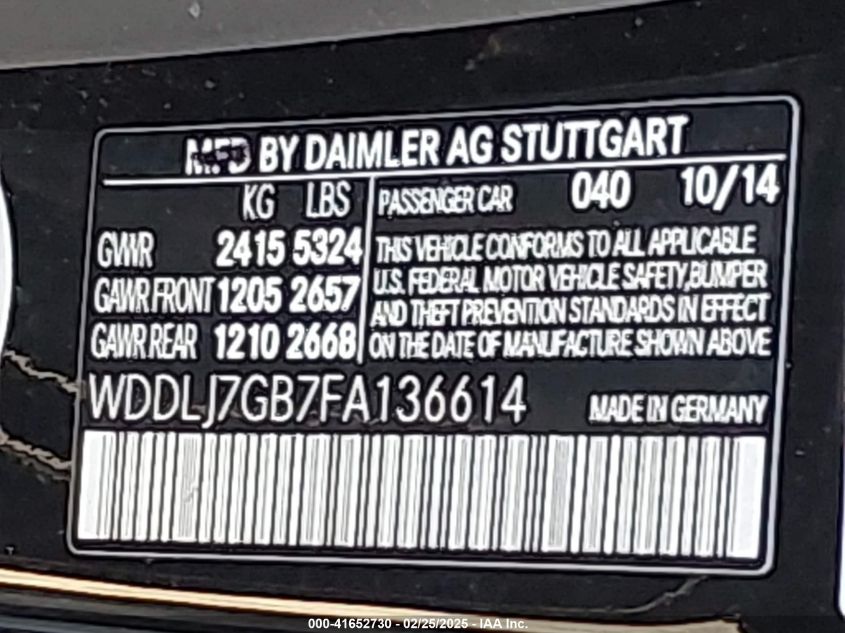 MFD BY DAIMLER AG STUTTGART
KG LBS
GVWR 2415 5324
GAWR FRONT 1205 2657
GAWR REAR 1210 2668
PASSENGER CAR 040 10/14
THIS VEHICLE CONFORMS TO ALL APPLICABLE
U.S. FEDERAL MOTOR VEHICLE SAFETY,BUMPER
AND THEFT PREVENTION STANDARDS IN EFFECT
ON THE DATE OF MANUFACTURE SHOWN ABOVE
WDDLJ7GB7FA136614
MADE IN GERMANY
000-41652730 - 02/25/2025 - IAA Inc.